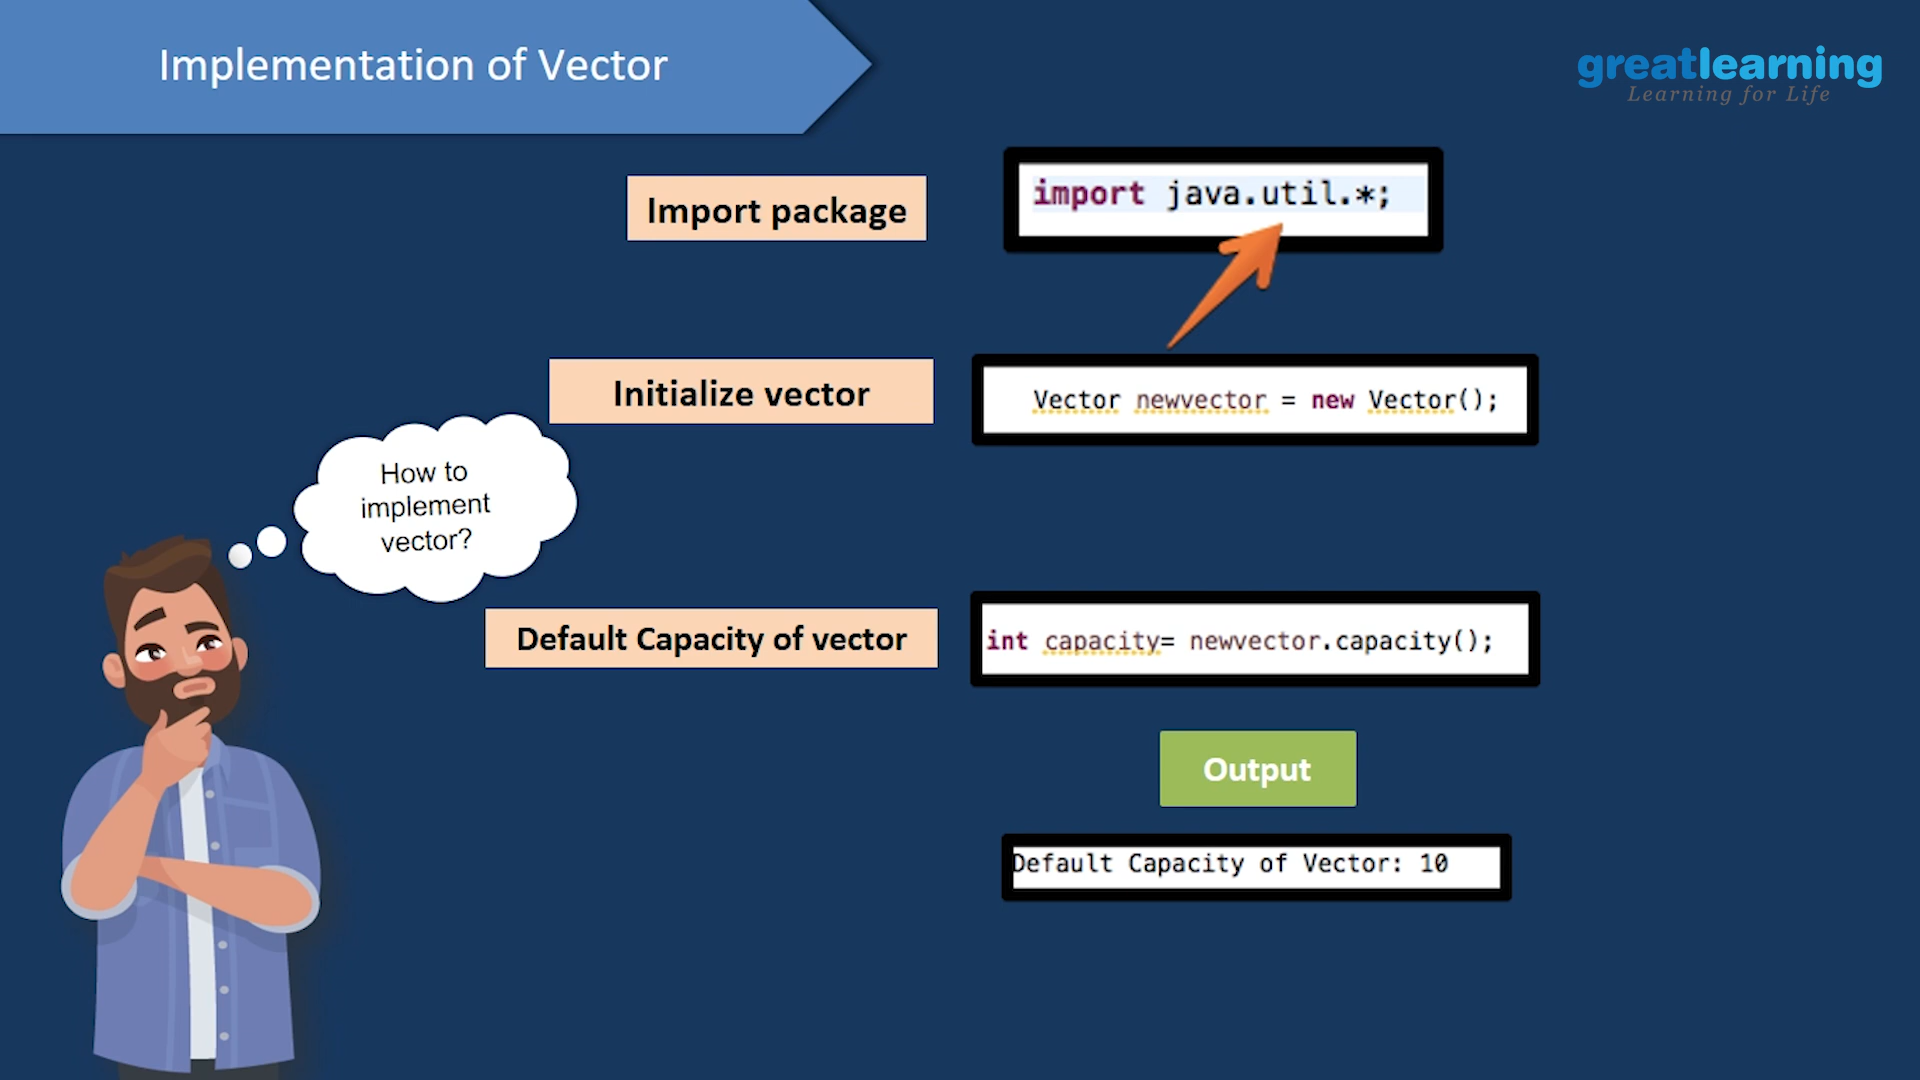 Implementation of Vector
greatlearning
Learning for Life
Import package
import java.util.*;
Initialize vector
Vector newvector = new Vector();
How to
implement
vector?
Default Capacity of vector
int capacity= newvector.capacity();
Output
Default Capacity of Vector: 10